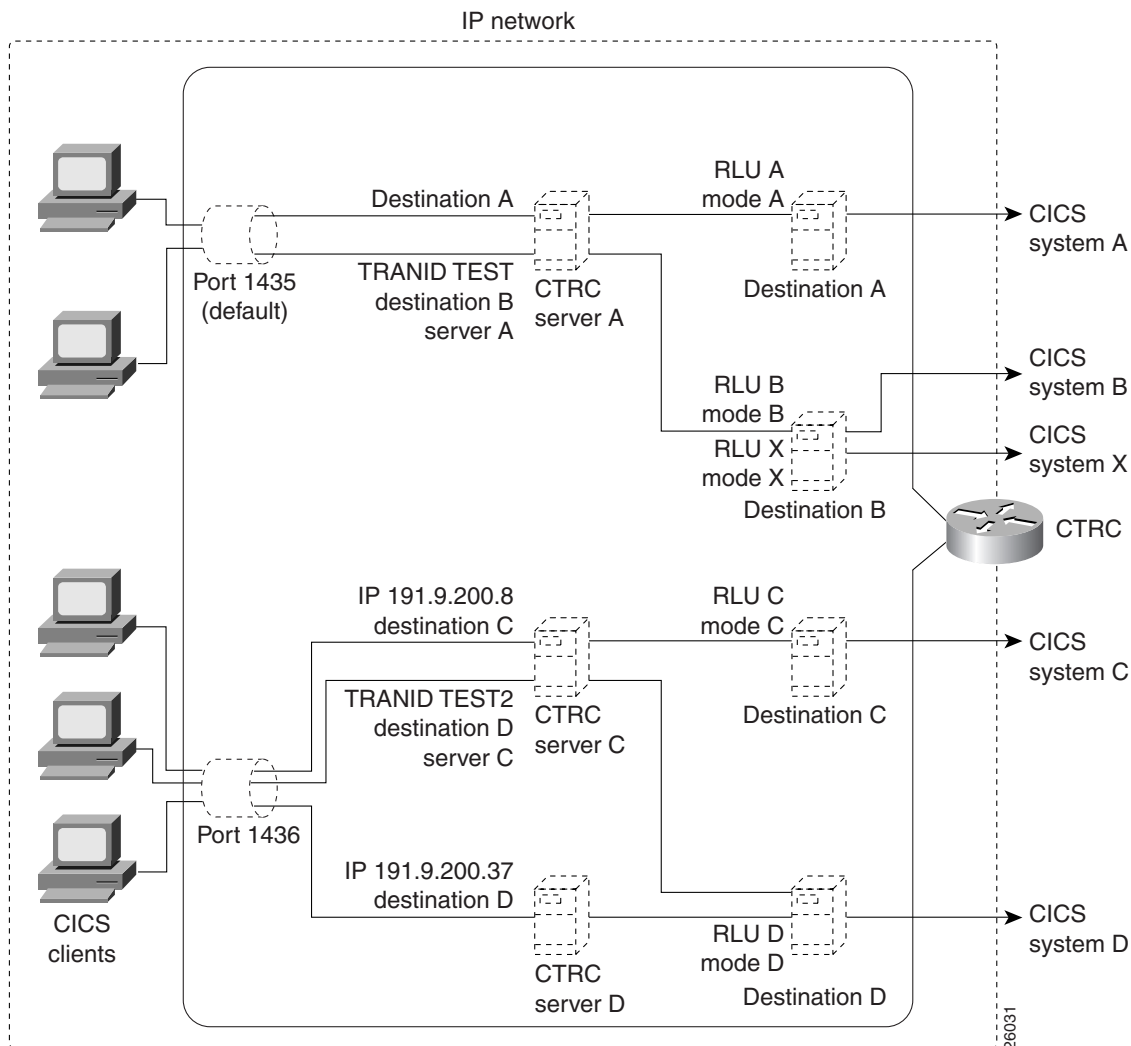 IP network
Destination A
RLU A
mode A
CICS
system A
Port 1435
(default)
TRANID TEST
destination B
server A
CTRC
server A
Destination A
RLU B
mode B
CICS
system B
RLU X
mode X
CICS
system X
Destination B
CTRC
IP 191.9.200.8
destination C
RLU C
mode C
CICS
system C
TRANID TEST2
destination D
server C
CTRC
server C
Destination C
Port 1436
IP 191.9.200.37
destination D
CICS
clients
CTRC
server D
RLU D
mode D
Destination D
CICS
system D
26031